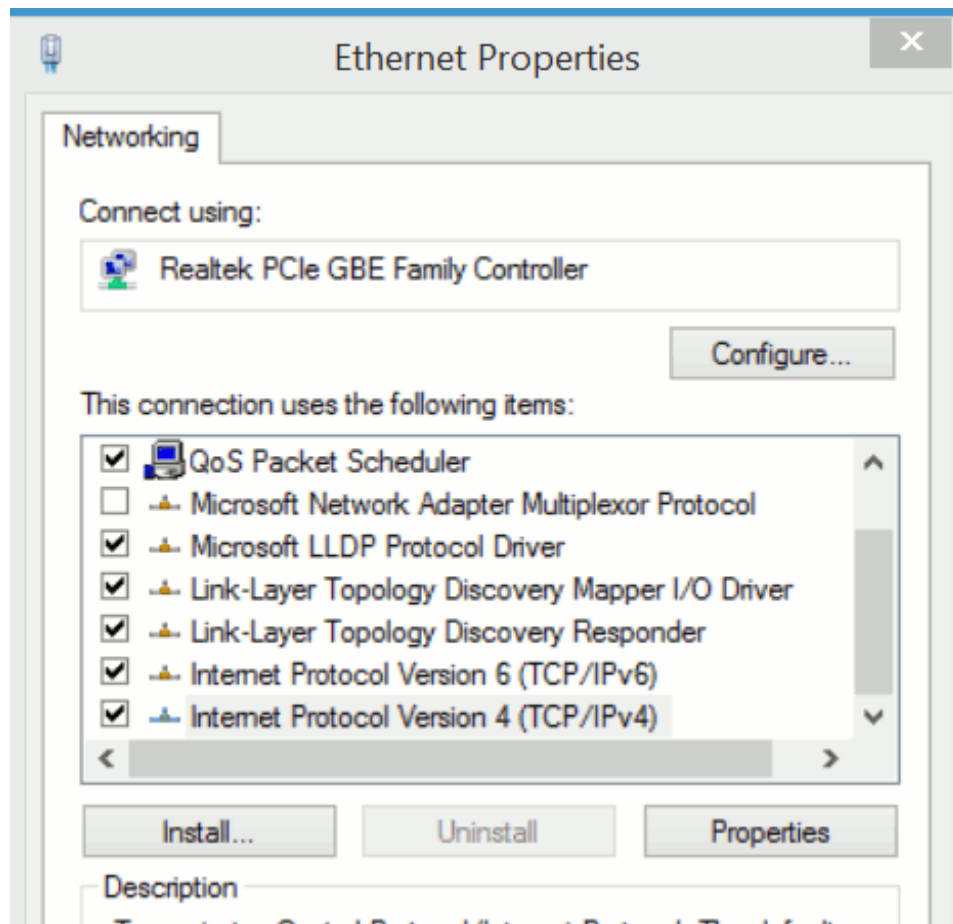 Ethernet Properties
Networking
Connect using:
Realtek PCIe GBE Family Controller
Configure...
This connection uses the following items:
QoS Packet Scheduler
Microsoft Network Adapter Multiplexor Protocol
Microsoft LLDP Protocol Driver
Link-Layer Topology Discovery Mapper I/O Driver
Link-Layer Topology Discovery Responder
Internet Protocol Version 6 (TCP/IPv6)
Internet Protocol Version 4 (TCP/IPv4)
Install... Uninstall Properties
Description